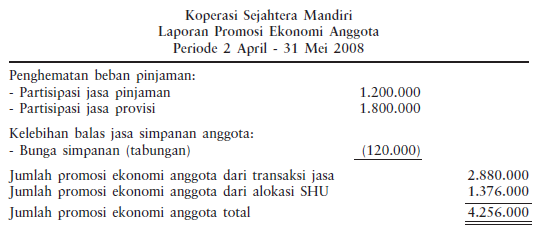 Koperasi Sejahtera Mandiri
Laporan Promosi Ekonomi Anggota
Periode 2 April - 31 Mei 2008
Penghematan beban pinjaman:
- Partisipasi jasa pinjaman 1.200.000
- Partisipasi jasa provisi 1.800.000
Kelebihan balas jasa simpanan anggota:
- Bunga simpanan (tabungan) (120.000)
Jumlah promosi ekonomi anggota dari transaksi jasa 2.880.000
Jumlah promosi ekonomi anggota dari alokasi SHU 1.376.000
Jumlah promosi ekonomi anggota total 4.256.000